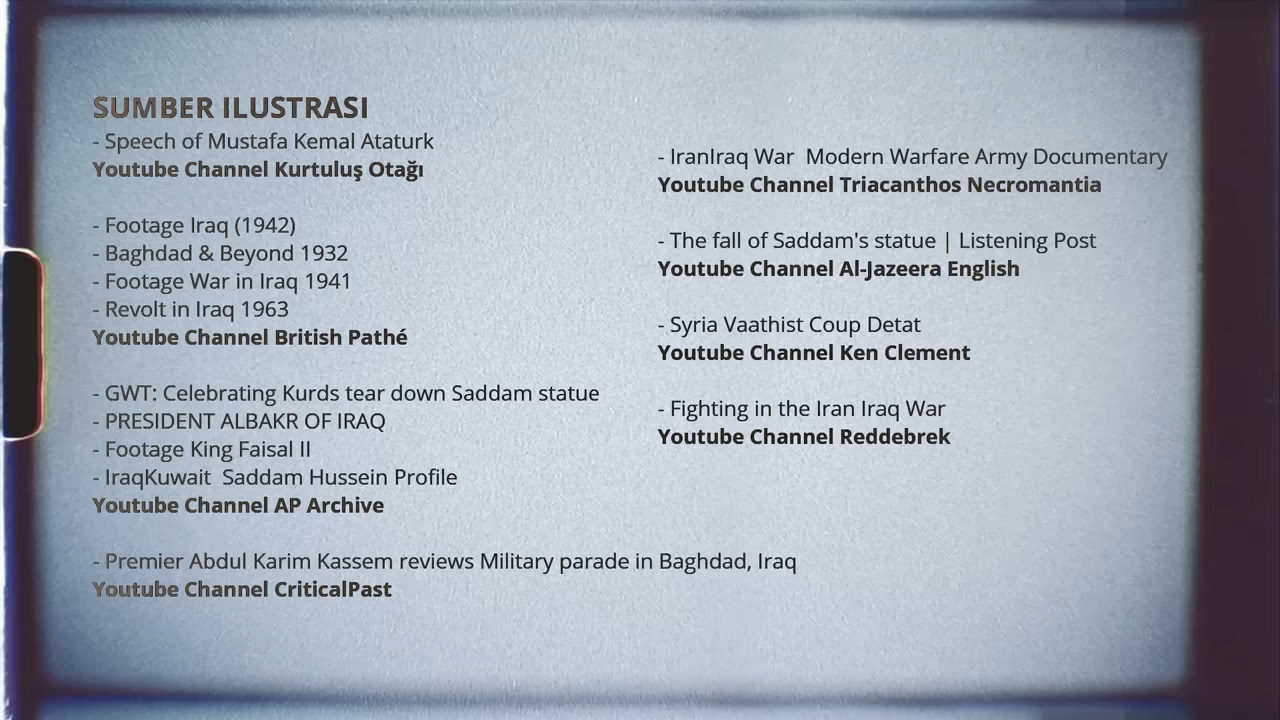 SUMBER ILUSTRASI
- Speech of Mustafa Kemal Ataturk
Youtube Channel Kurtuluş Otağı
- Footage Iraq (1942)
- Baghdad & Beyond 1932
- Footage War in Iraq 1941
- Revolt in Iraq 1963
Youtube Channel British Pathé
- GWT: Celebrating Kurds tear down Saddam statue
- PRESIDENT ALBAKR OF IRAQ
- Footage King Faisal II
- IraqKuwait  Saddam Hussein Profile
Youtube Channel AP Archive
- Premier Abdul Karim Kassem reviews Military parade in Baghdad, Iraq
Youtube Channel CriticalPast
- IranIraq War  Modern Warfare Army Documentary
Youtube Channel Triacanthos Necromantia
- The fall of Saddam's statue | Listening Post
Youtube Channel Al-Jazeera English
- Syria Vaathist Coup Detat
Youtube Channel Ken Clement
- Fighting in the Iran Iraq War
Youtube Channel Reddebrek